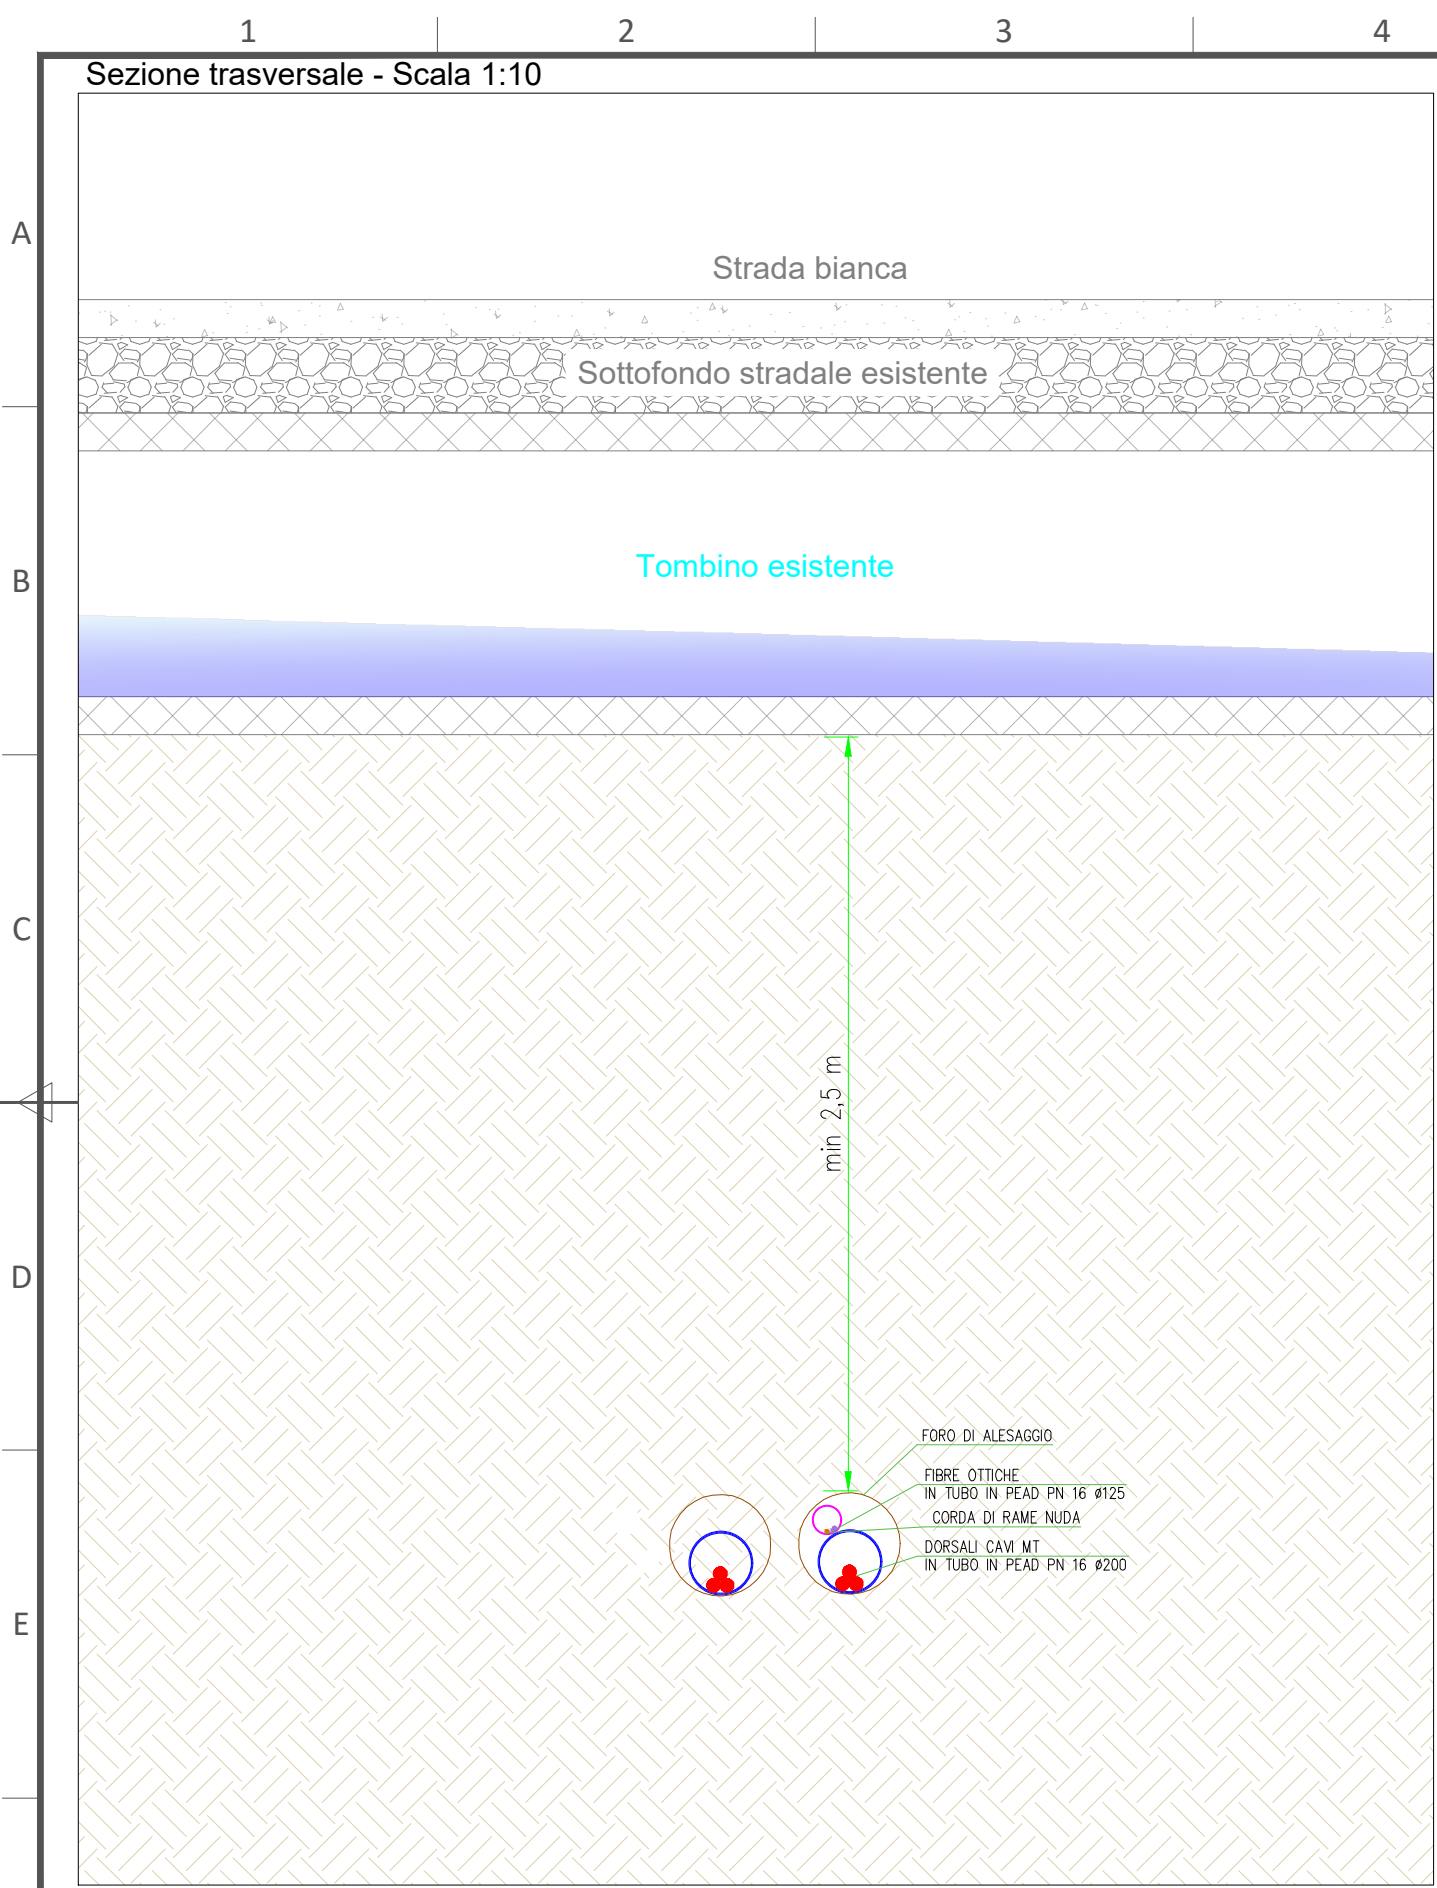 1 2 3 4
Sezione trasversale - Scala 1:10
A
Strada bianca
Sottofondo stradale esistente
B
Tombino esistente
C
min 2,5 m
D
FORO DI ALESAGGIO
FIBRE OTTICHE
IN TUBO IN PEAD PN 16 ø125
CORDA DI RAME NUDA
DORSALI CAVI MT
IN TUBO IN PEAD PN 16 ø200
E